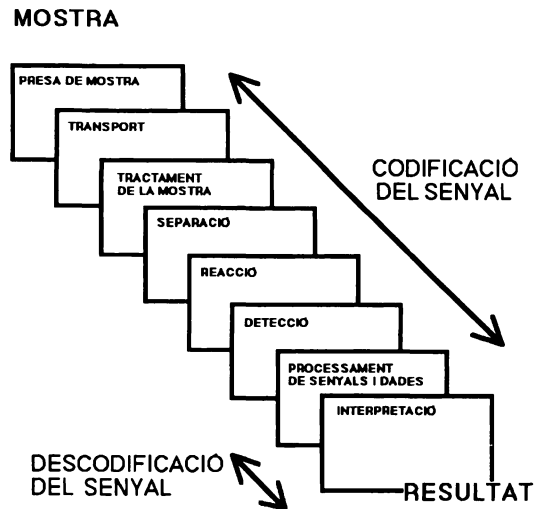 MOSTRA
PRESA DE MOSTRA
TRANSPORT
TRACTAMENT
DE LA MOSTRA
SEPARACIÓ
REACCIÓ
DETECCIÓ
PROCESSAMENT
DE SENYALS I DADES
INTERPRETACIÓ
CODIFICACIÓ
DEL SENYAL
DESCODIFICACIÓ
DEL SENYAL
RESULTAT